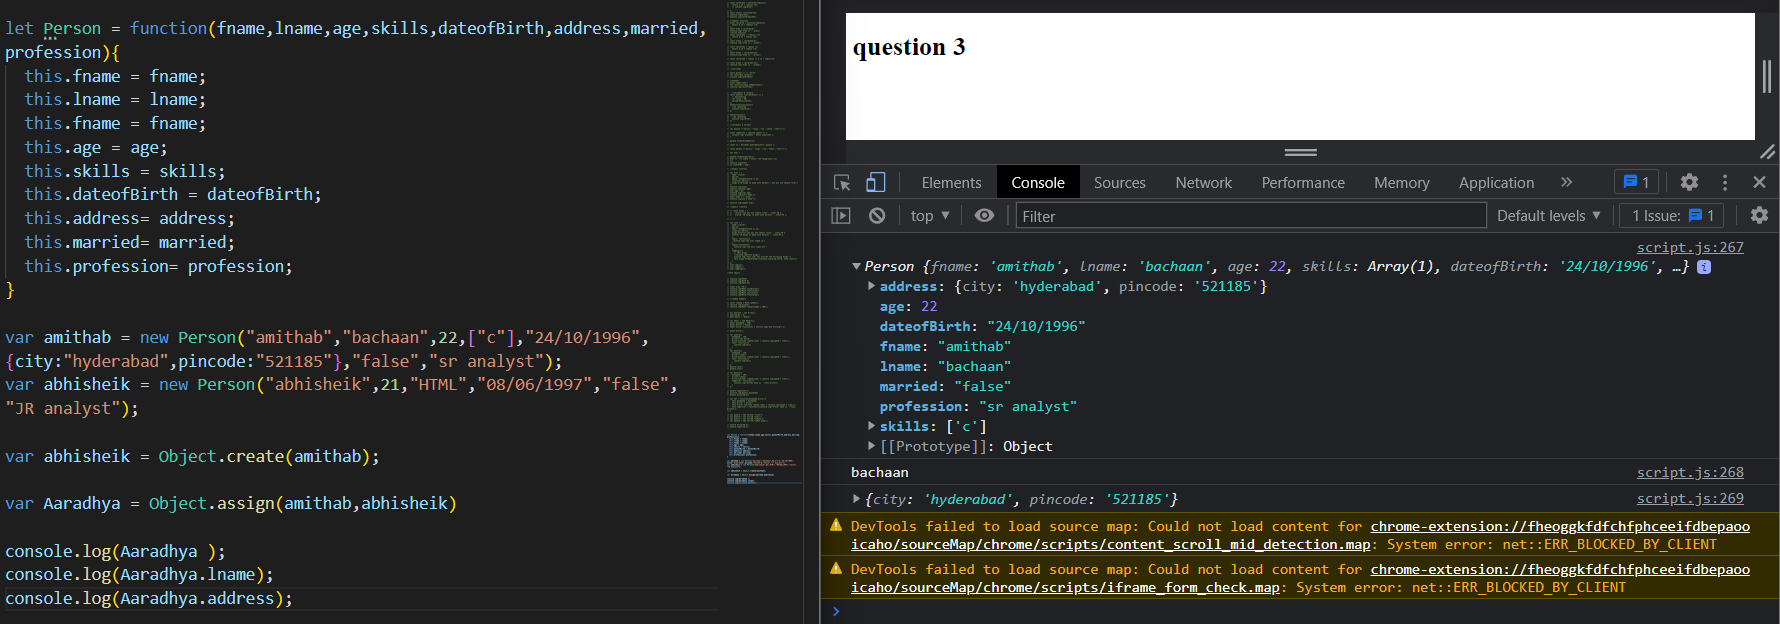 let Person = function(fname,lname,age,skills,dateofBirth,address,married,
profession){
this.fname = fname;
this.lname = lname;
this.fname = fname;
this.age = age;
this.skills = skills;
this.dateofBirth = dateofBirth;
this.address= address;
this.married= married;
this.profession= profession;
}
var amithab = new Person("amithab","bachaan",22,["c"],"24/10/1996",
{city:"hyderabad",pincode:"521185"},"false","sr analyst");
var abhisheik = new Person("abhisheik",21,"HTML","08/06/1997","false",
"JR analyst");
var abhisheik = Object.create(amithab);
var Aaradhya = Object.assign(amithab,abhisheik)
console.log(Aaradhya );
console.log(Aaradhya.lname);
console.log(Aaradhya.address);
question 3
Elements Console Sources Network Performance Memory Application » 1
top ▼ Filter Default levels ▼ 1 Issue: 1
script.js:267
▼Person {fname: 'amithab', lname: 'bachaan', age: 22, skills: Array(1), dateofBirth: '24/10/1996', …} i
▶address: {city: 'hyderabad', pincode: '521185'}
age: 22
dateofBirth: "24/10/1996"
fname: "amithab"
lname: "bachaan"
married: "false"
profession: "sr analyst"
▶skills: ['c']
▶[[Prototype]]: Object
bachaan script.js:268
▶{city: 'hyderabad', pincode: '521185'} script.js:269
DevTools failed to load source map: Could not load content for chrome-extension://fheoggkfdfchfphceeifdbepaoo
icaho/sourceMap/chrome/scripts/content_scroll_mid_detection.map: System error: net::ERR_BLOCKED_BY_CLIENT
DevTools failed to load source map: Could not load content for chrome-extension://fheoggkfdfchfphceeifdbepaoo
icaho/sourceMap/chrome/scripts/iframe_form_check.map: System error: net::ERR_BLOCKED_BY_CLIENT